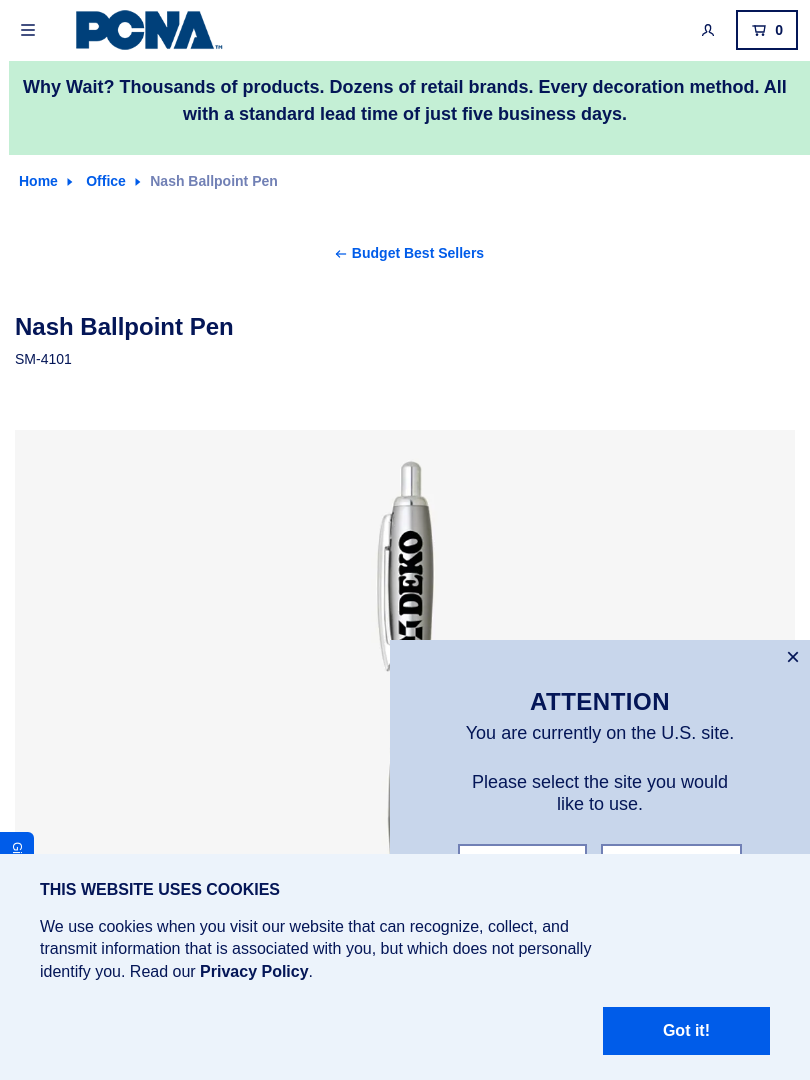 PCNA™
0
Why Wait? Thousands of products. Dozens of retail brands. Every decoration method. All
with a standard lead time of just five business days.
Home
Office
Nash Ballpoint Pen
Budget Best Sellers
Nash Ballpoint Pen
SM-4101
DEKO
ATTENTION
You are currently on the U.S. site.
Please select the site you would
like to use.
THIS WEBSITE USES COOKIES
We use cookies when you visit our website that can recognize, collect, and
transmit information that is associated with you, but which does not personally
identify you. Read our Privacy Policy.
Got it!